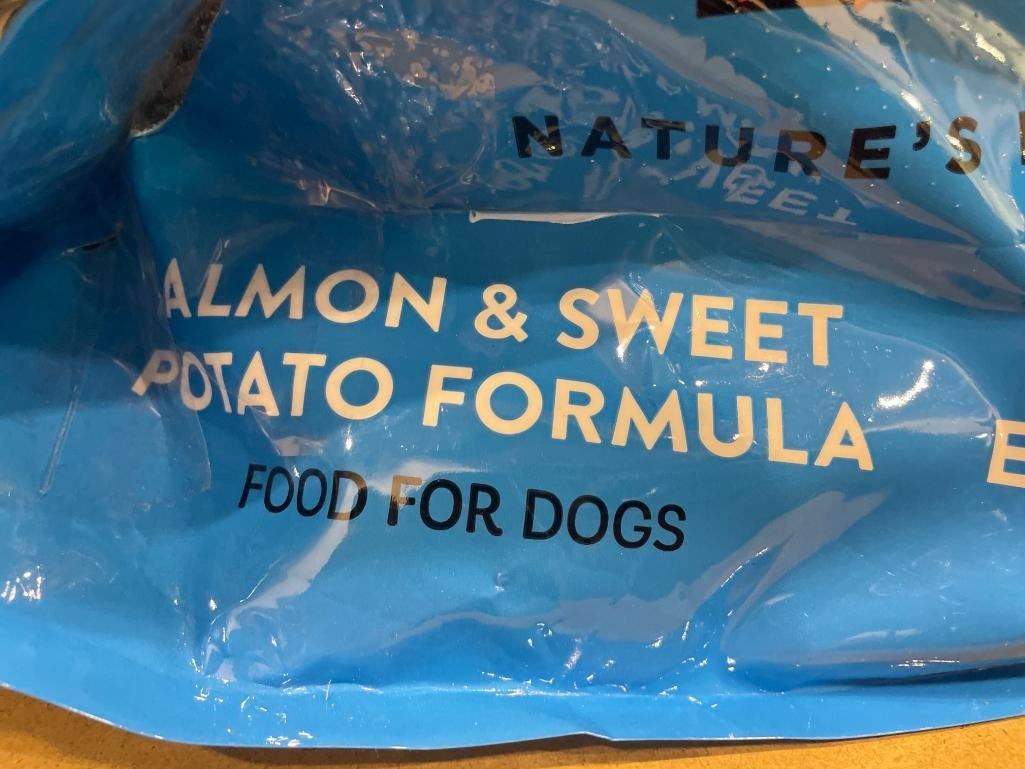 NATURE'S
ALMON & SWEET
POTATO FORMULA
FOOD FOR DOGS
E